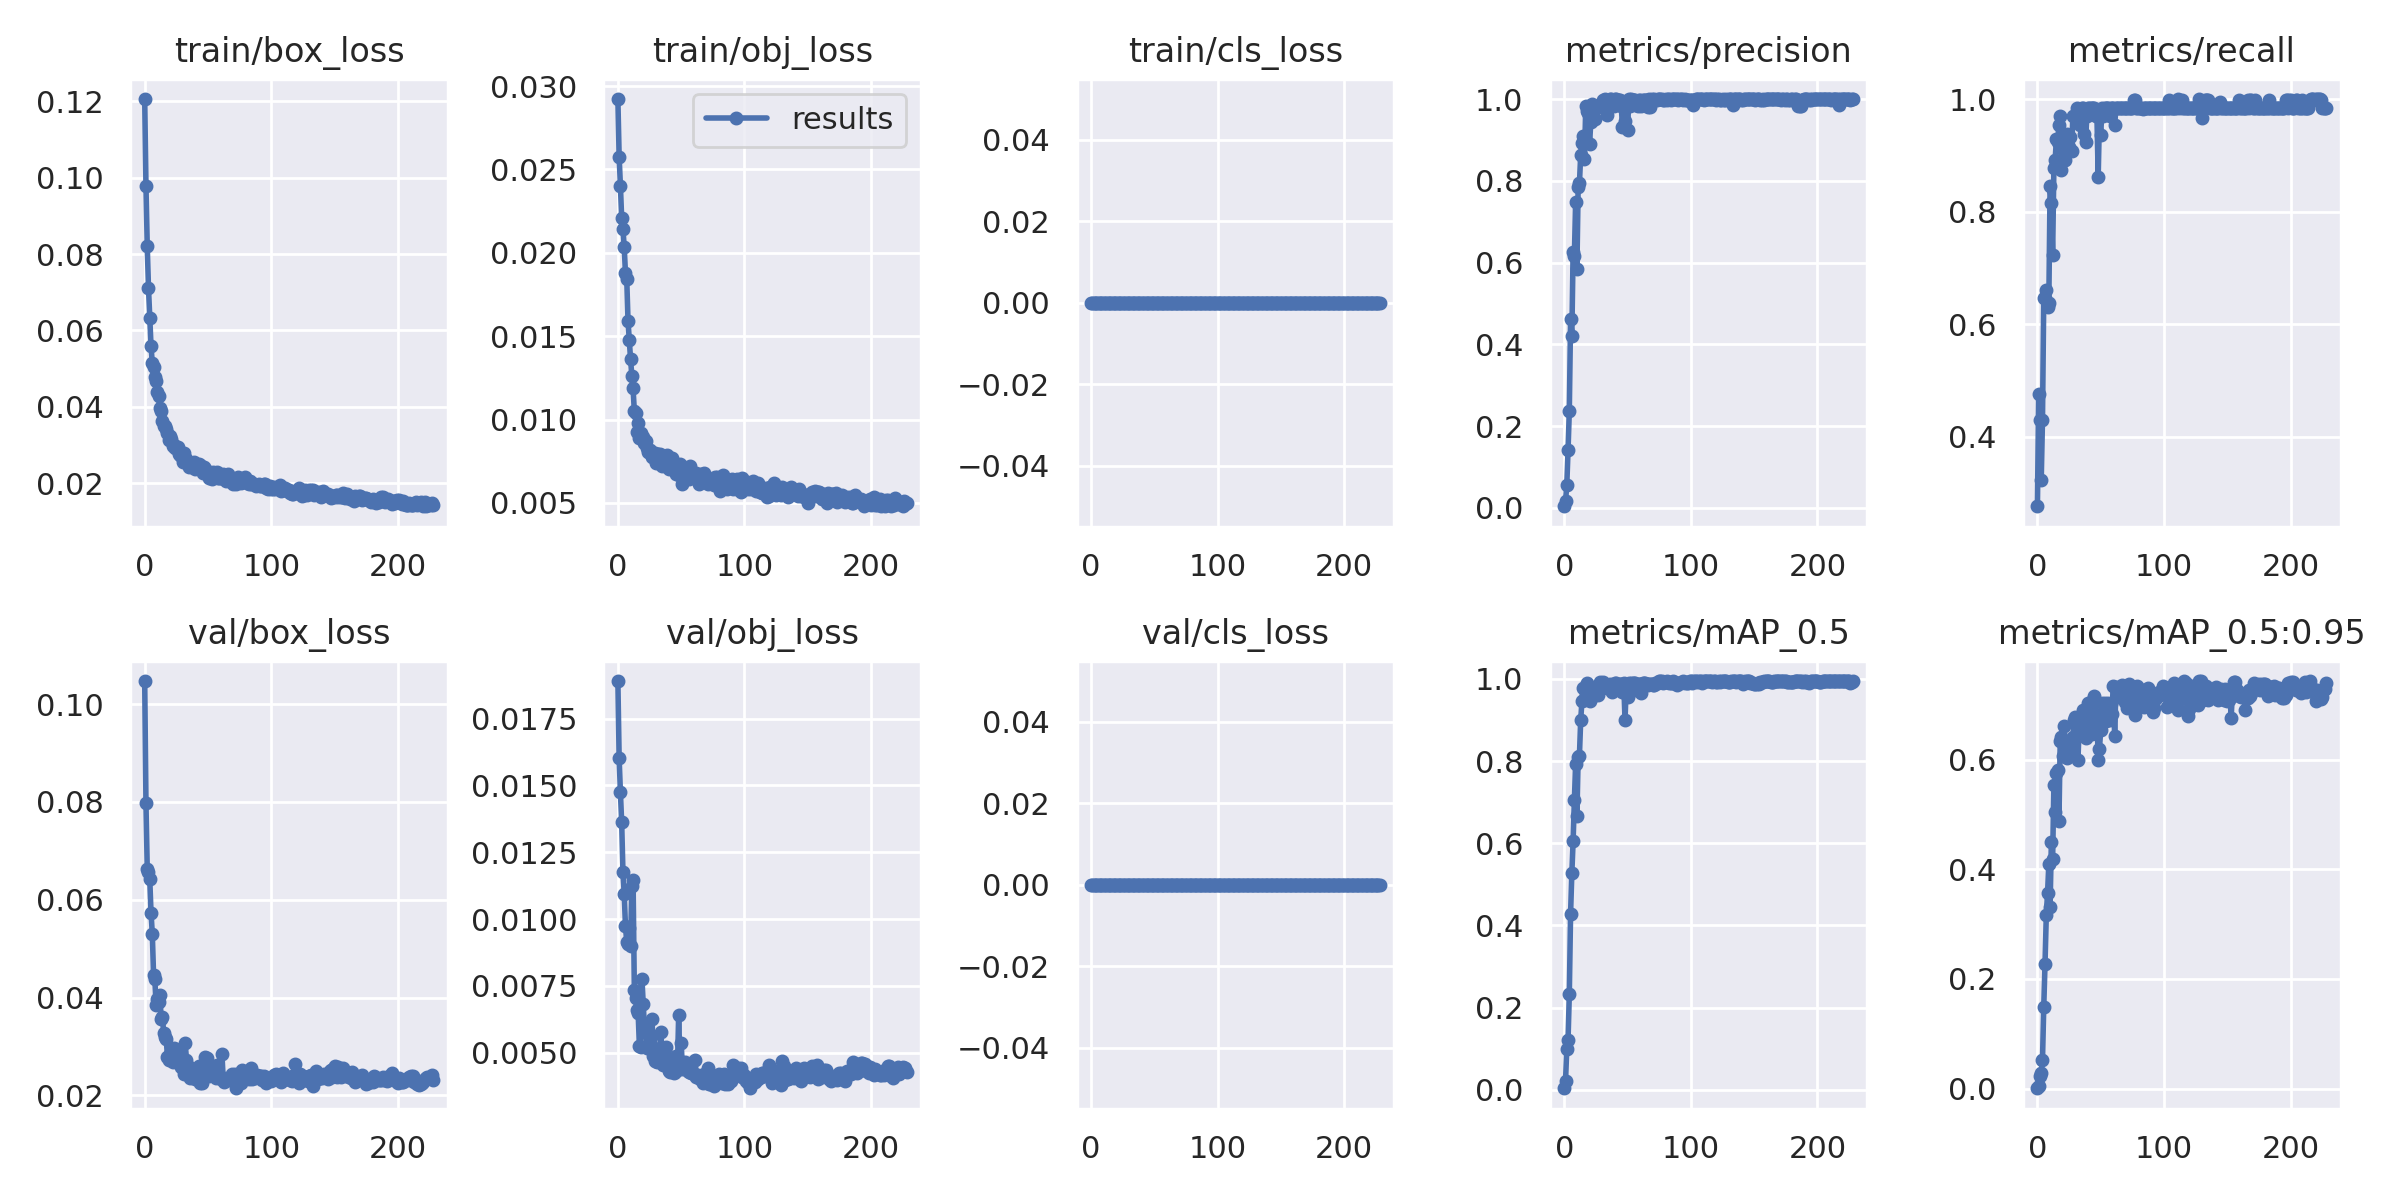 train/box_loss
0.12
0.10
0.08
0.06
0.04
0.02
0 100 200
train/obj_loss
results
0.030
0.025
0.020
0.015
0.010
0.005
0 100 200
train/cls_loss
0.04
0.02
0.00
−0.02
−0.04
0 100 200
metrics/precision
1.0
0.8
0.6
0.4
0.2
0.0
0 100 200
metrics/recall
1.0
0.8
0.6
0.4
0 100 200
val/box_loss
0.10
0.08
0.06
0.04
0.02
0 100 200
val/obj_loss
0.0175
0.0150
0.0125
0.0100
0.0075
0.0050
0 100 200
val/cls_loss
0.04
0.02
0.00
−0.02
−0.04
0 100 200
metrics/mAP_0.5
1.0
0.8
0.6
0.4
0.2
0.0
0 100 200
metrics/mAP_0.5:0.95
0.6
0.4
0.2
0.0
0 100 200